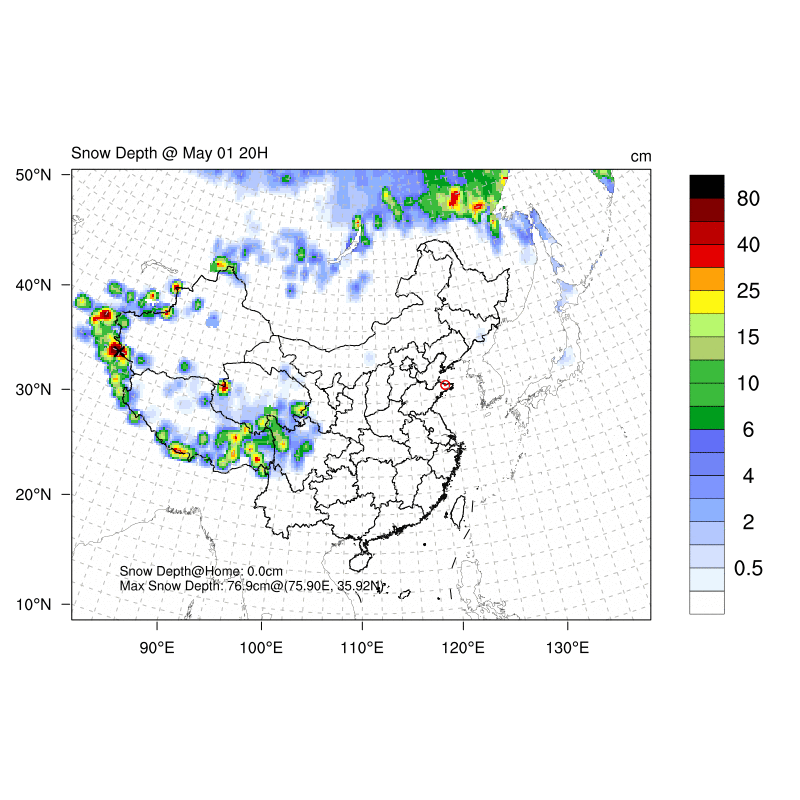 Snow Depth @ May 01 20H
cm
50°N
40°N
30°N
20°N
10°N
90°E
100°E
110°E
120°E
130°E
80
40
25
15
10
6
4
2
0.5
Snow Depth@Home: 0.0cm
Max Snow Depth: 76.9cm@(75.90E, 35.92N)